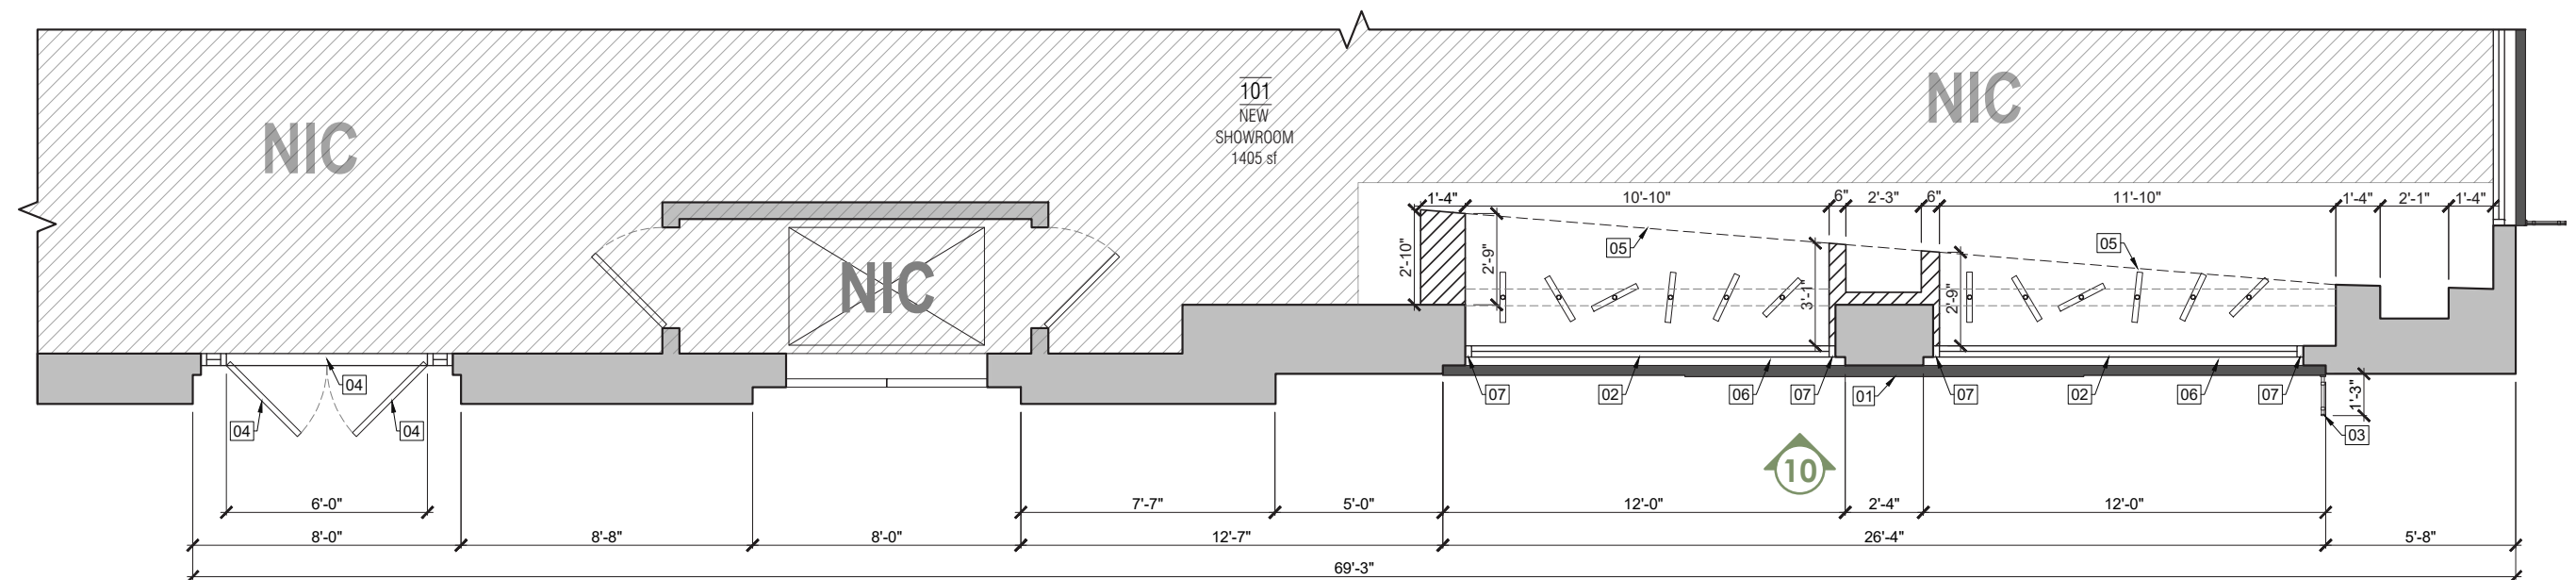 NIC
101
NEW
SHOWROOM
1405 sf
NIC
1'-4" 10'-10" 6" 2'-3" 6" 11'-10" 1'-4" 2'-1" 1'-4"
2'-10" 2'-9" 05 3'-1" 2'-9" 05
NIC
04
04 04
07 02 06 07 01 07 02 06 07 1'-3"
03
10
6'-0" 7'-7" 5'-0" 12'-0" 2'-4" 12'-0"
8'-0" 8'-8" 8'-0" 12'-7" 26'-4" 5'-8"
69'-3"